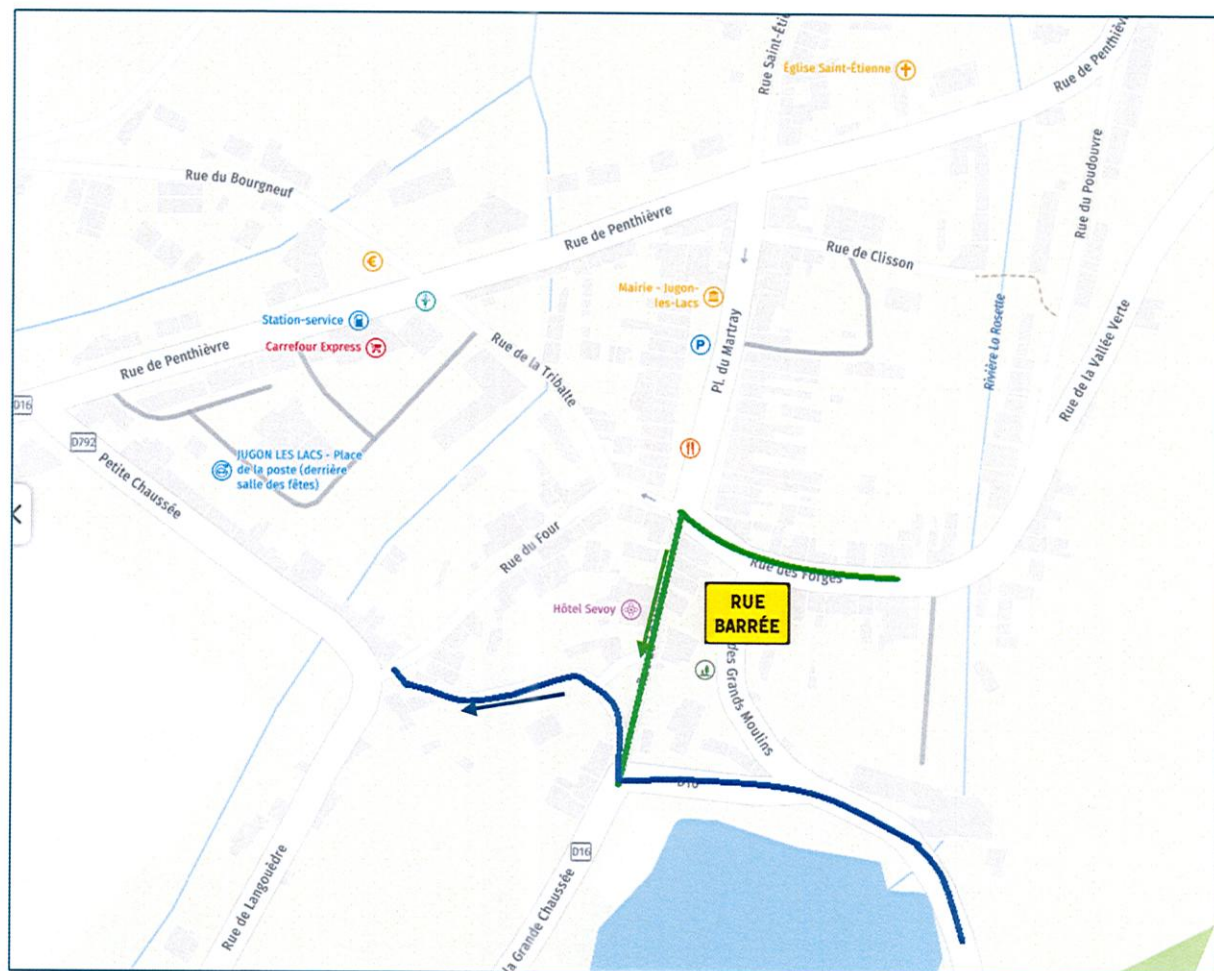 Rue Saint-Éti
Église Saint-Étienne
Rue de Penthièvr
Rue du Bourgneuf
Rue du Poudouvre
Rue de Penthièvre
Rue de Clisson
€
Mairie - Jugon-
les-Lacs
Station-service
Carrefour Express
P
Rue de Penthièvre
Rue de la Tribalte
Pl. du Martray
Rivière La Rosette
Rue de la Vallée Verte
D16
D792
Petite Chaussée
JUGON LES LACS - Place
de la poste (derrière
salle des fêtes)
Rue du Four
Rue des Forges
Hôtel Sevoy
RUE
BARRÉE
des Grands Moulins
D16
D16
Rue de Langouèdre
la Grande Chaussée